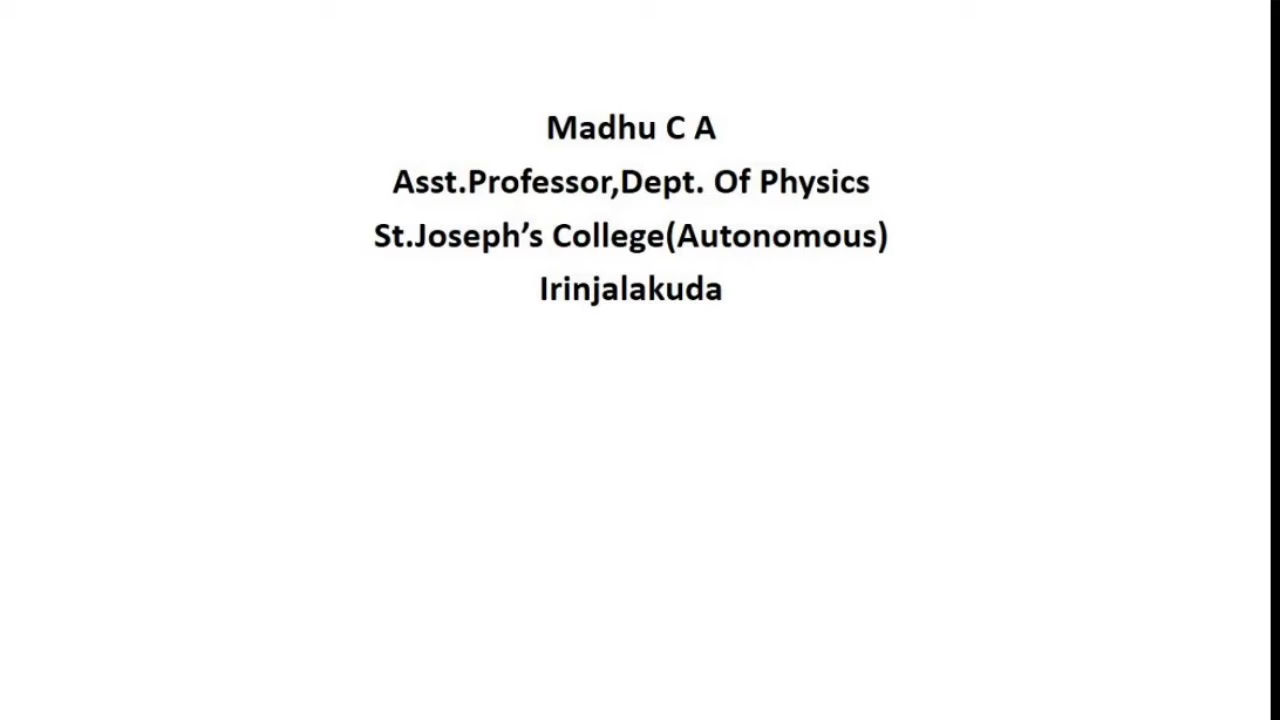 Madhu C A
Asst.Professor,Dept. Of Physics
St.Joseph’s College(Autonomous)
Irinjalakuda